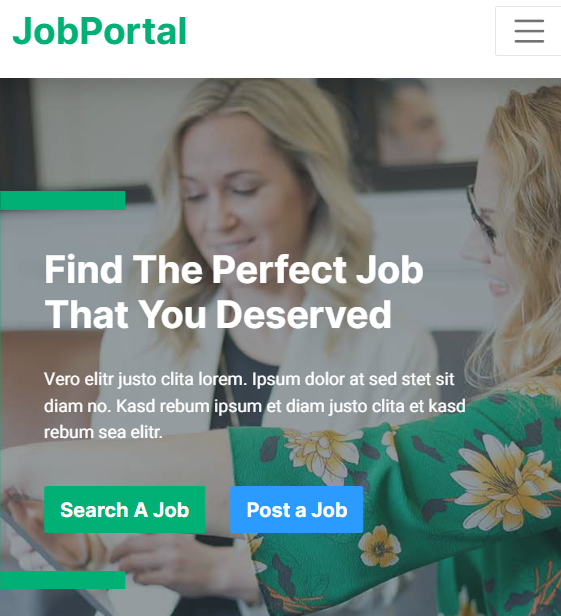 JobPortal
Find The Perfect Job
That You Deserved
Vero elitr justo clita lorem. Ipsum dolor at sed stet sit
diam no. Kasd rebum ipsum et diam justo clita et kasd
rebum sea elitr.
Search A Job
Post a Job